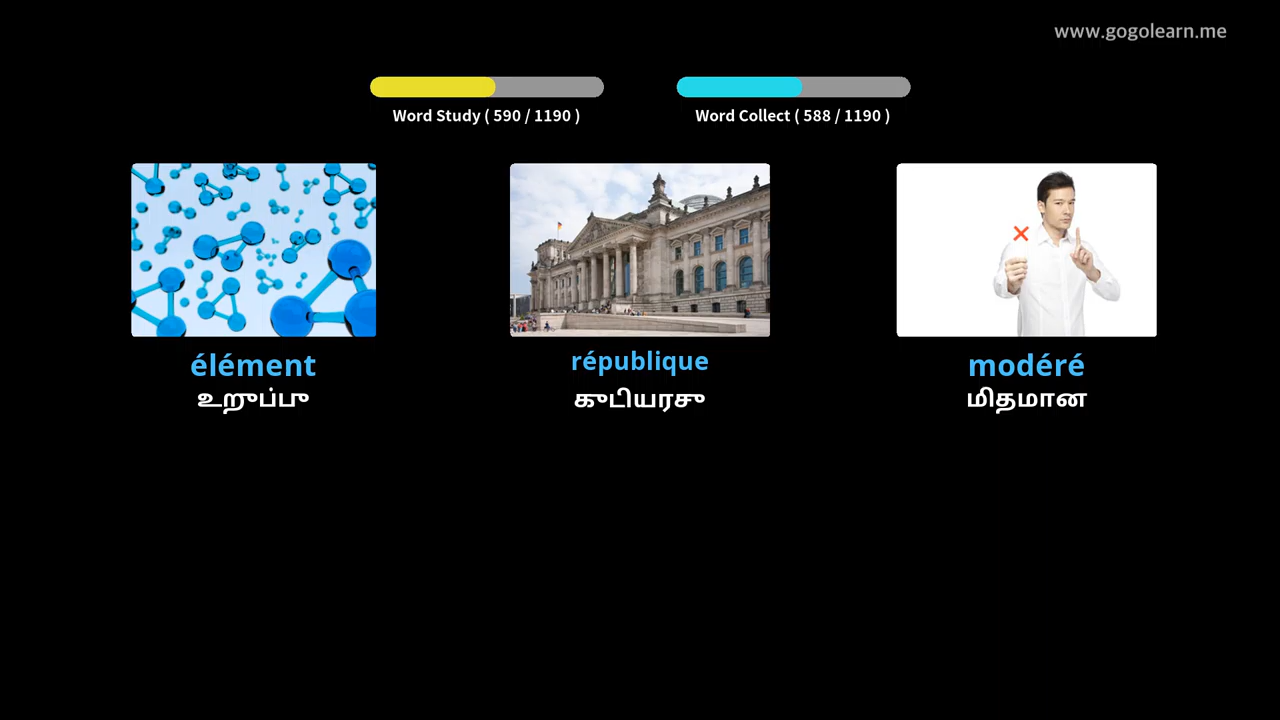 www.gogolearn.me
Word Study ( 590 / 1190 )
Word Collect ( 588 / 1190 )
élément
république
modéré
உறுப்பு
குபியரசு
மிதமான